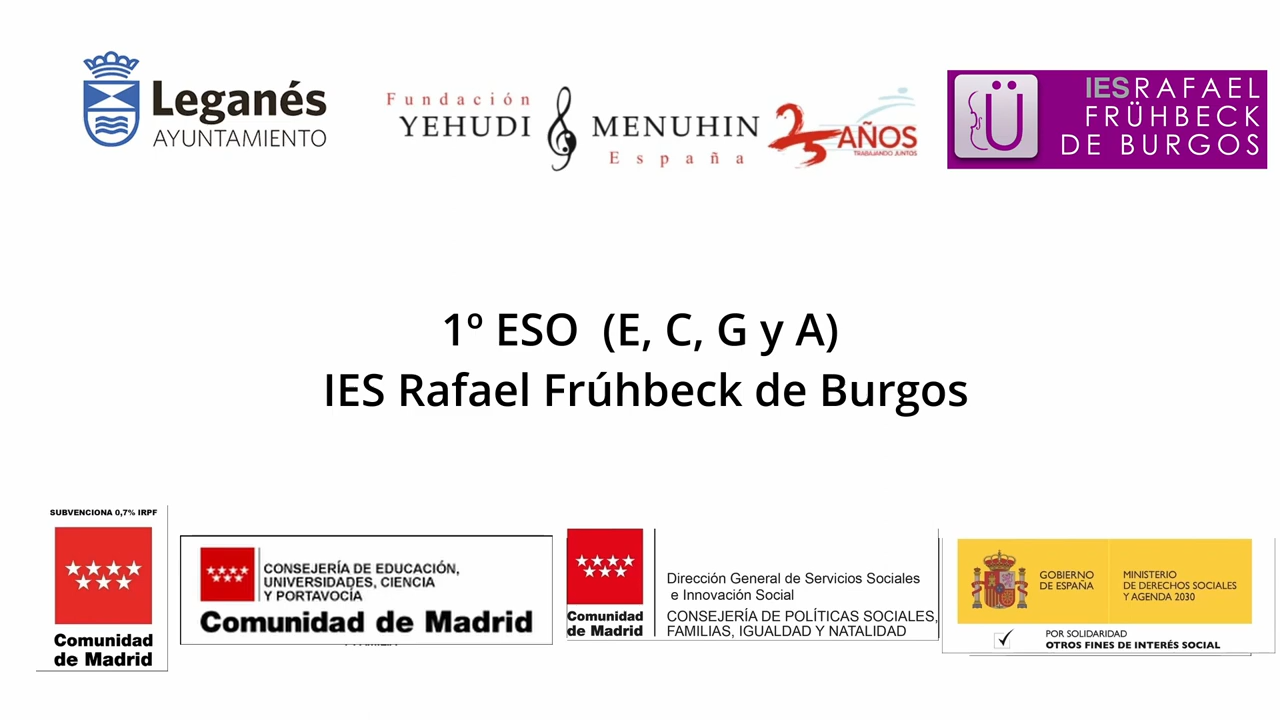 Leganés
AYUNTAMIENTO
Fundación
YEHUDI MENUHIN
España
25 AÑOS
TRABAJANDO JUNTOS
Ü
IES RAFAEL
FRÜHBECK
DE BURGOS
1º ESO (E, C, G y A)
IES Rafael Frúhbeck de Burgos
SUBVENCIONA 0,7% IRPF
Comunidad
de Madrid
CONSEJERÍA DE EDUCACIÓN,
UNIVERSIDADES, CIENCIA
Y PORTAVOCÍA
Comunidad de Madrid
Comunidad
de Madrid
Dirección General de Servicios Sociales
e Innovación Social
CONSEJERÍA DE POLÍTICAS SOCIALES,
FAMILIAS, IGUALDAD Y NATALIDAD
GOBIERNO
DE ESPAÑA
MINISTERIO
DE DERECHOS SOCIALES
Y AGENDA 2030
POR SOLIDARIDAD
OTROS FINES DE INTERÉS SOCIAL